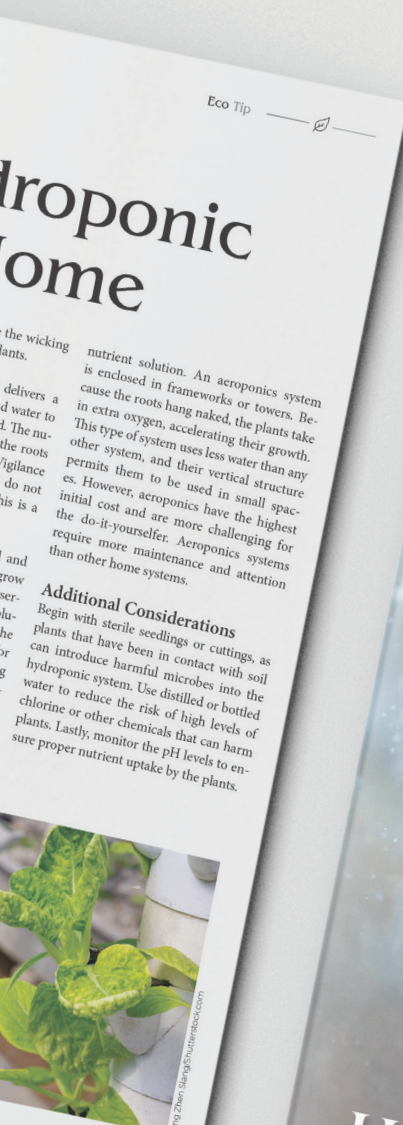 Eco Tip
droponic
ome
the wicking
lants.
delivers a
d water to
d. The nu-
the roots
Vigilance
do not
his is a
l and
grow
ser-
olu-
he
or
g
nutrient solution. An aeroponics system
is enclosed in frameworks or towers. Be-
cause the roots hang naked, the plants take
in extra oxygen, accelerating their growth.
This type of system uses less water than any
other system, and their vertical structure
permits them to be used in small spac-
es. However, aeroponics have the highest
initial cost and are more challenging for
the do-it-yourselfer. Aeroponics systems
require more maintenance and attention
than other home systems.
Additional Considerations
Begin with sterile seedlings or cuttings, as
plants that have been in contact with soil
can introduce harmful microbes into the
hydroponic system. Use distilled or bottled
water to reduce the risk of high levels of
chlorine or other chemicals that can harm
plants. Lastly, monitor the pH levels to en-
sure proper nutrient uptake by the plants.
ng Zhen Siang/Shutterstock.com